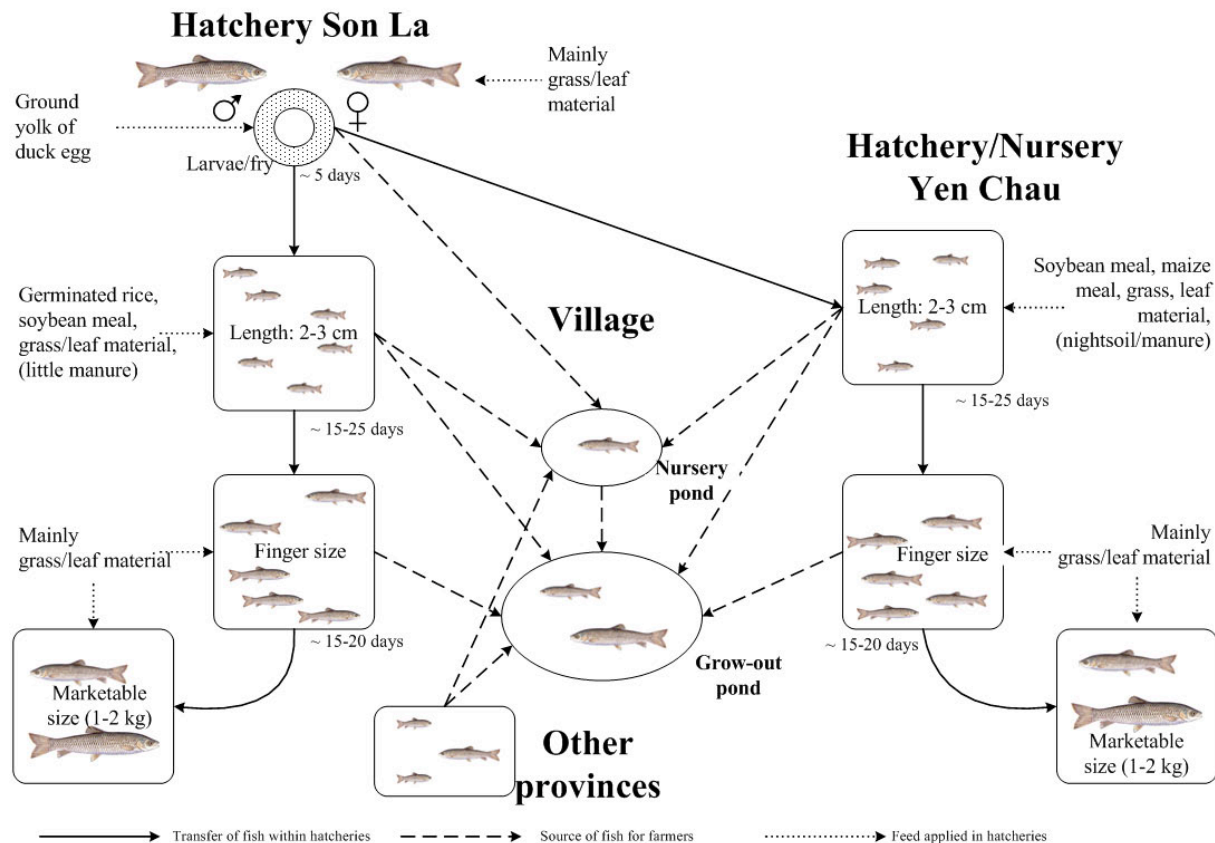 Hatchery Son La
Mainly
grass/leaf
material
Ground
yolk of
duck egg
♂
♀
Larvae/fry
~ 5 days
Hatchery/Nursery
Yen Chau
Germinated rice,
soybean meal,
grass/leaf material,
(little manure)
Length: 2-3 cm
~ 15-25 days
Village
Length: 2-3 cm
Soybean meal, maize
meal, grass, leaf
material,
(nightsoil/manure)
~ 15-25 days
Nursery
pond
Mainly
grass/leaf material
Finger size
~ 15-20 days
Finger size
Mainly
grass/leaf material
~ 15-20 days
Grow-out
pond
Marketable
size (1-2 kg)
Other
provinces
Marketable
size (1-2 kg)
Transfer of fish within hatcheries
Source of fish for farmers
Feed applied in hatcheries